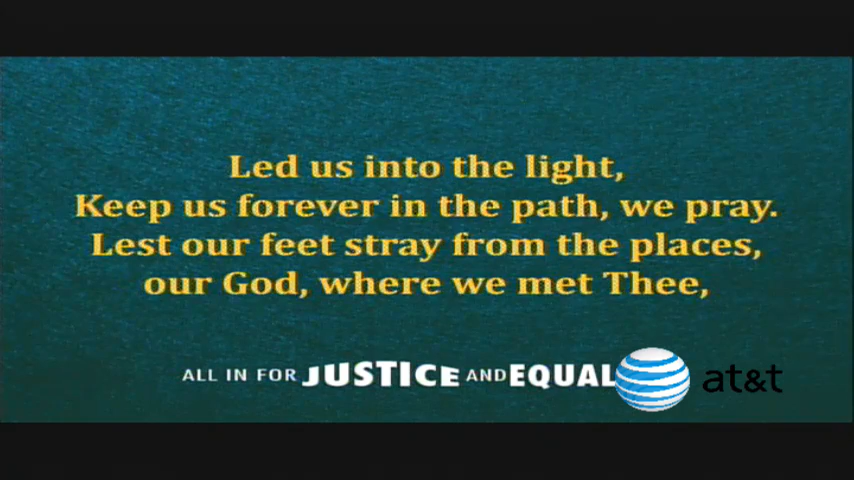 Led us into the light,
Keep us forever in the path, we pray.
Lest our feet stray from the places,
our God, where we met Thee,
ALL IN FOR JUSTICE AND EQUAL
at&t